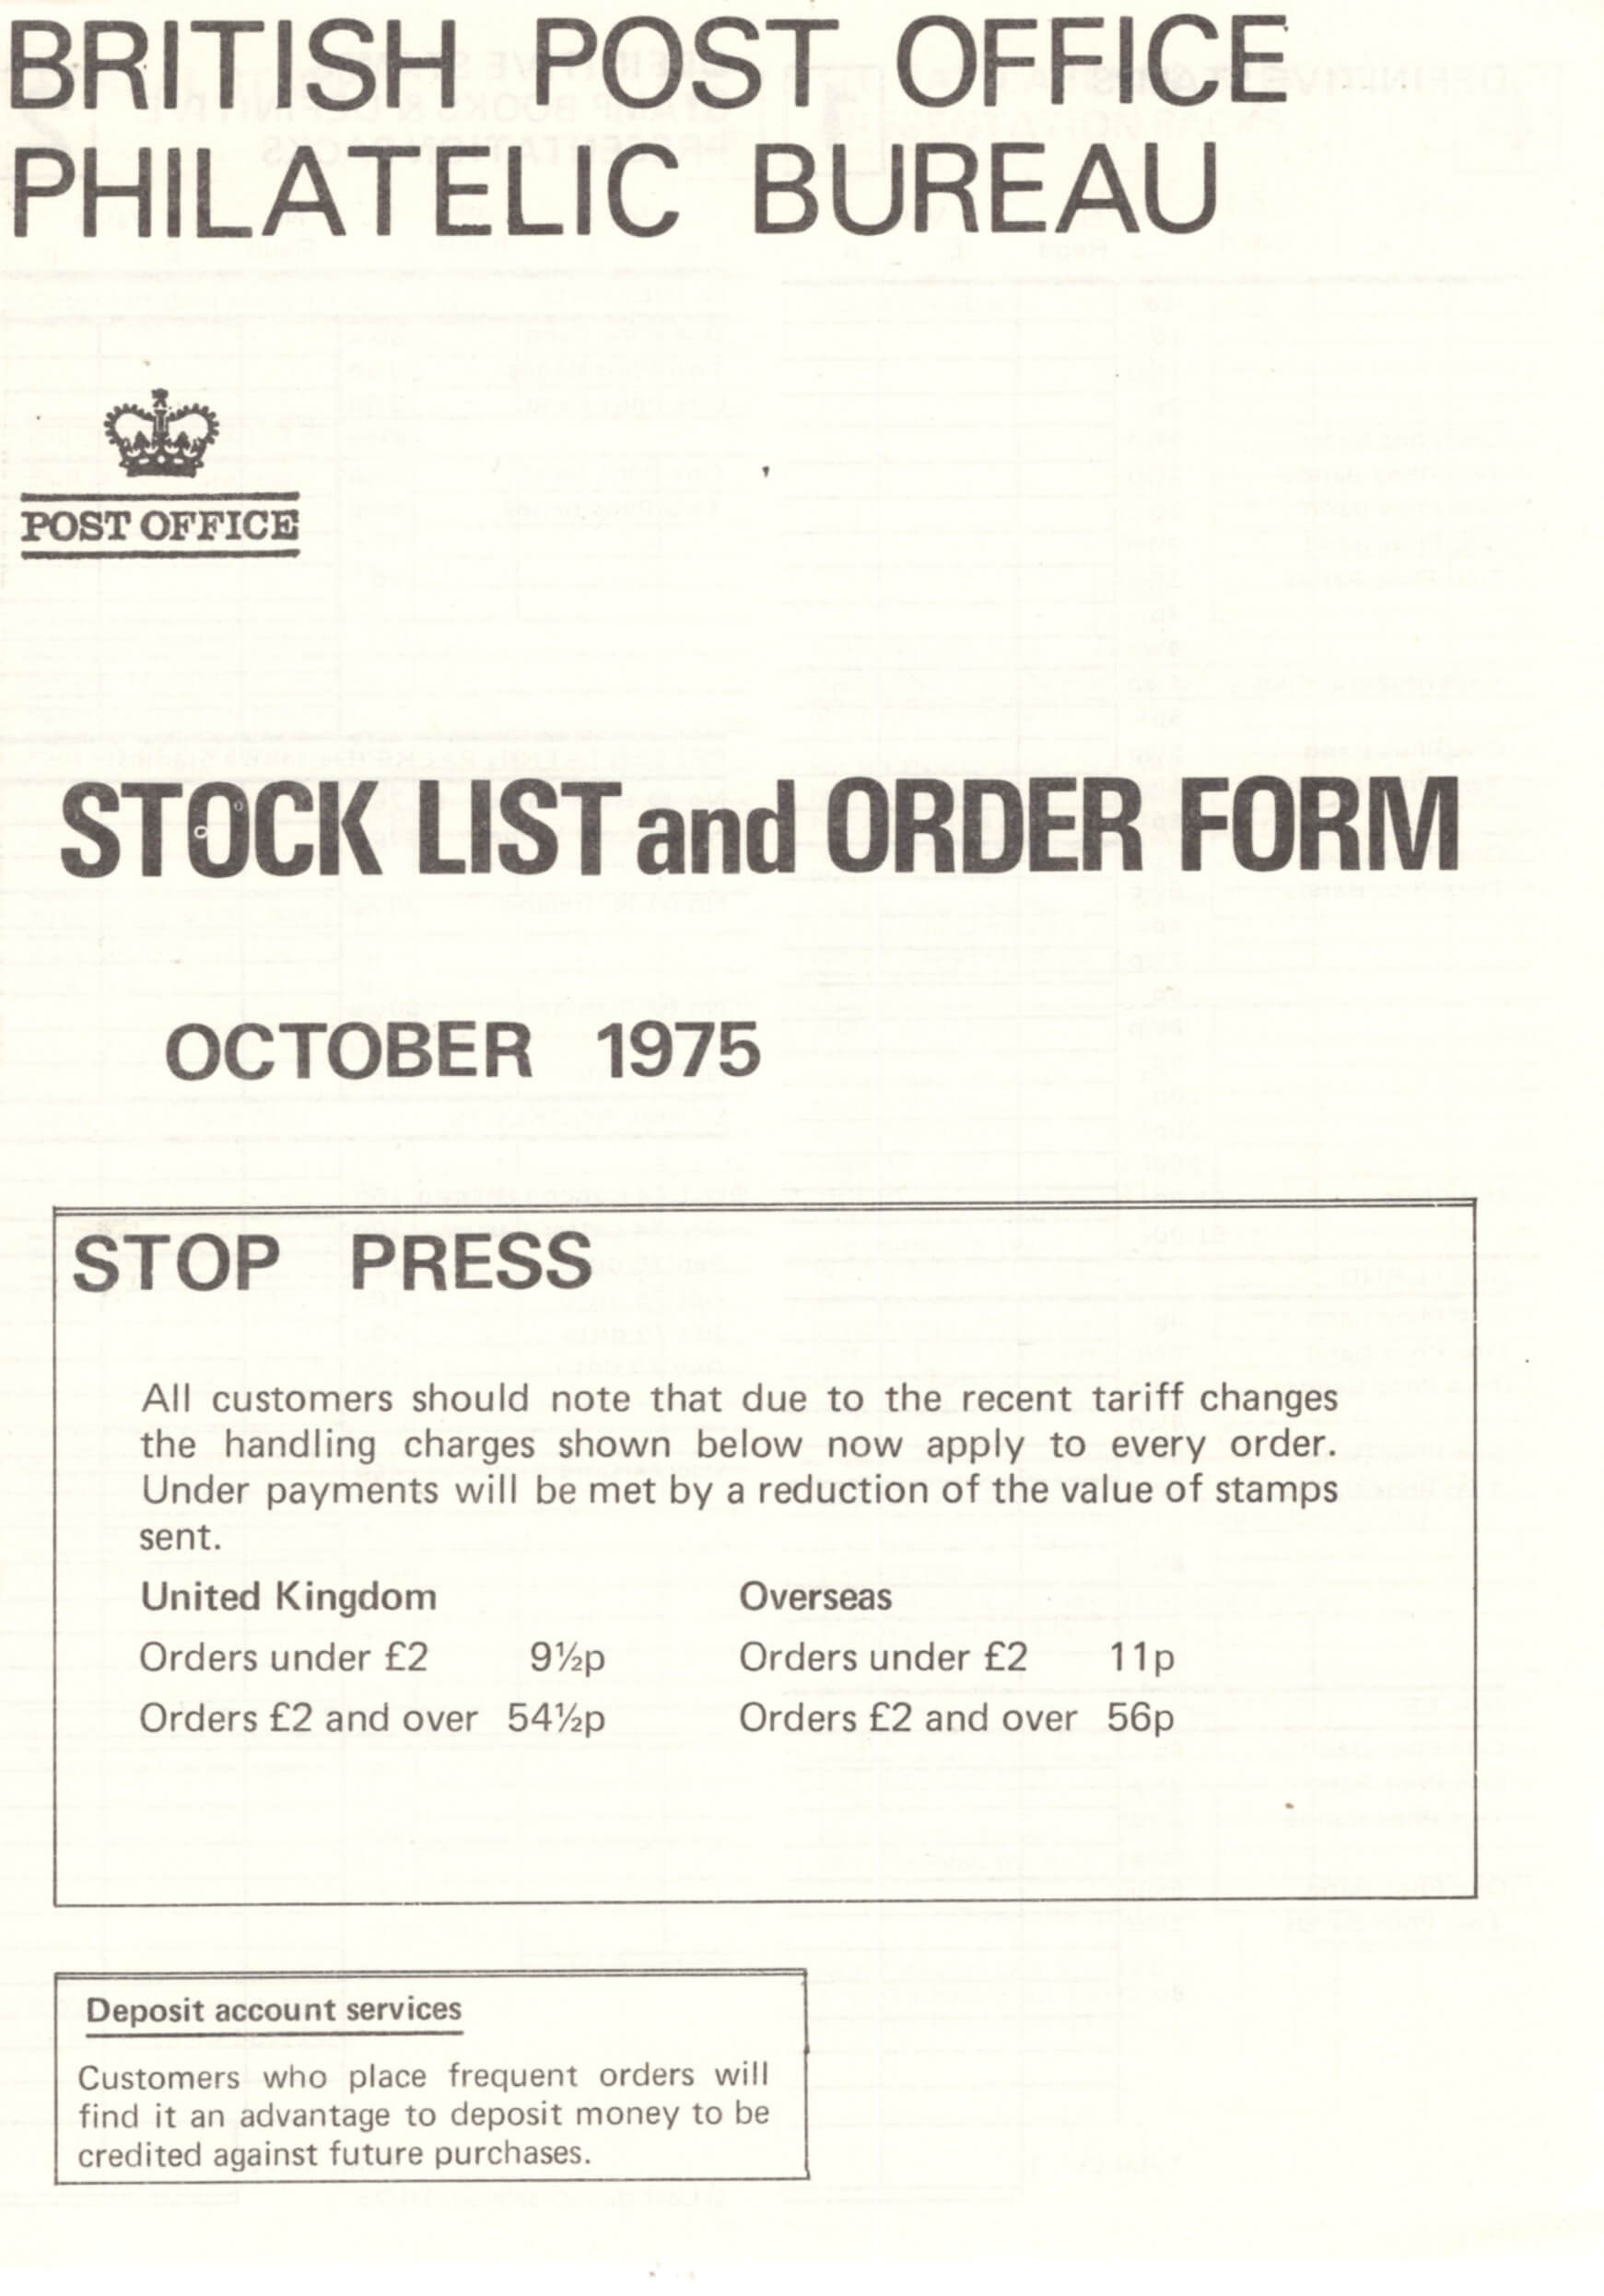 BRITISH POST OFFICE
PHILATELIC BUREAU
POST OFFICE
STOCK LIST and ORDER FORM
OCTOBER 1975
STOP PRESS
All customers should note that due to the recent tariff changes
the handling charges shown below now apply to every order.
Under payments will be met by a reduction of the value of stamps
sent.
United Kingdom Overseas
Orders under £2 9½p Orders under £2 11p
Orders £2 and over 54½p Orders £2 and over 56p
Deposit account services
Customers who place frequent orders will
find it an advantage to deposit money to be
credited against future purchases.